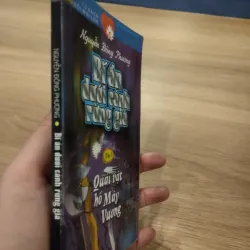 Nguyễn Đông Phương
Bí ẩn
dưới cánh
rừng già
Quái vật
hồ Mây
Vương
NGUYỄN ĐÔNG PHƯƠNG • Bí ẩn dưới cánh rừng già